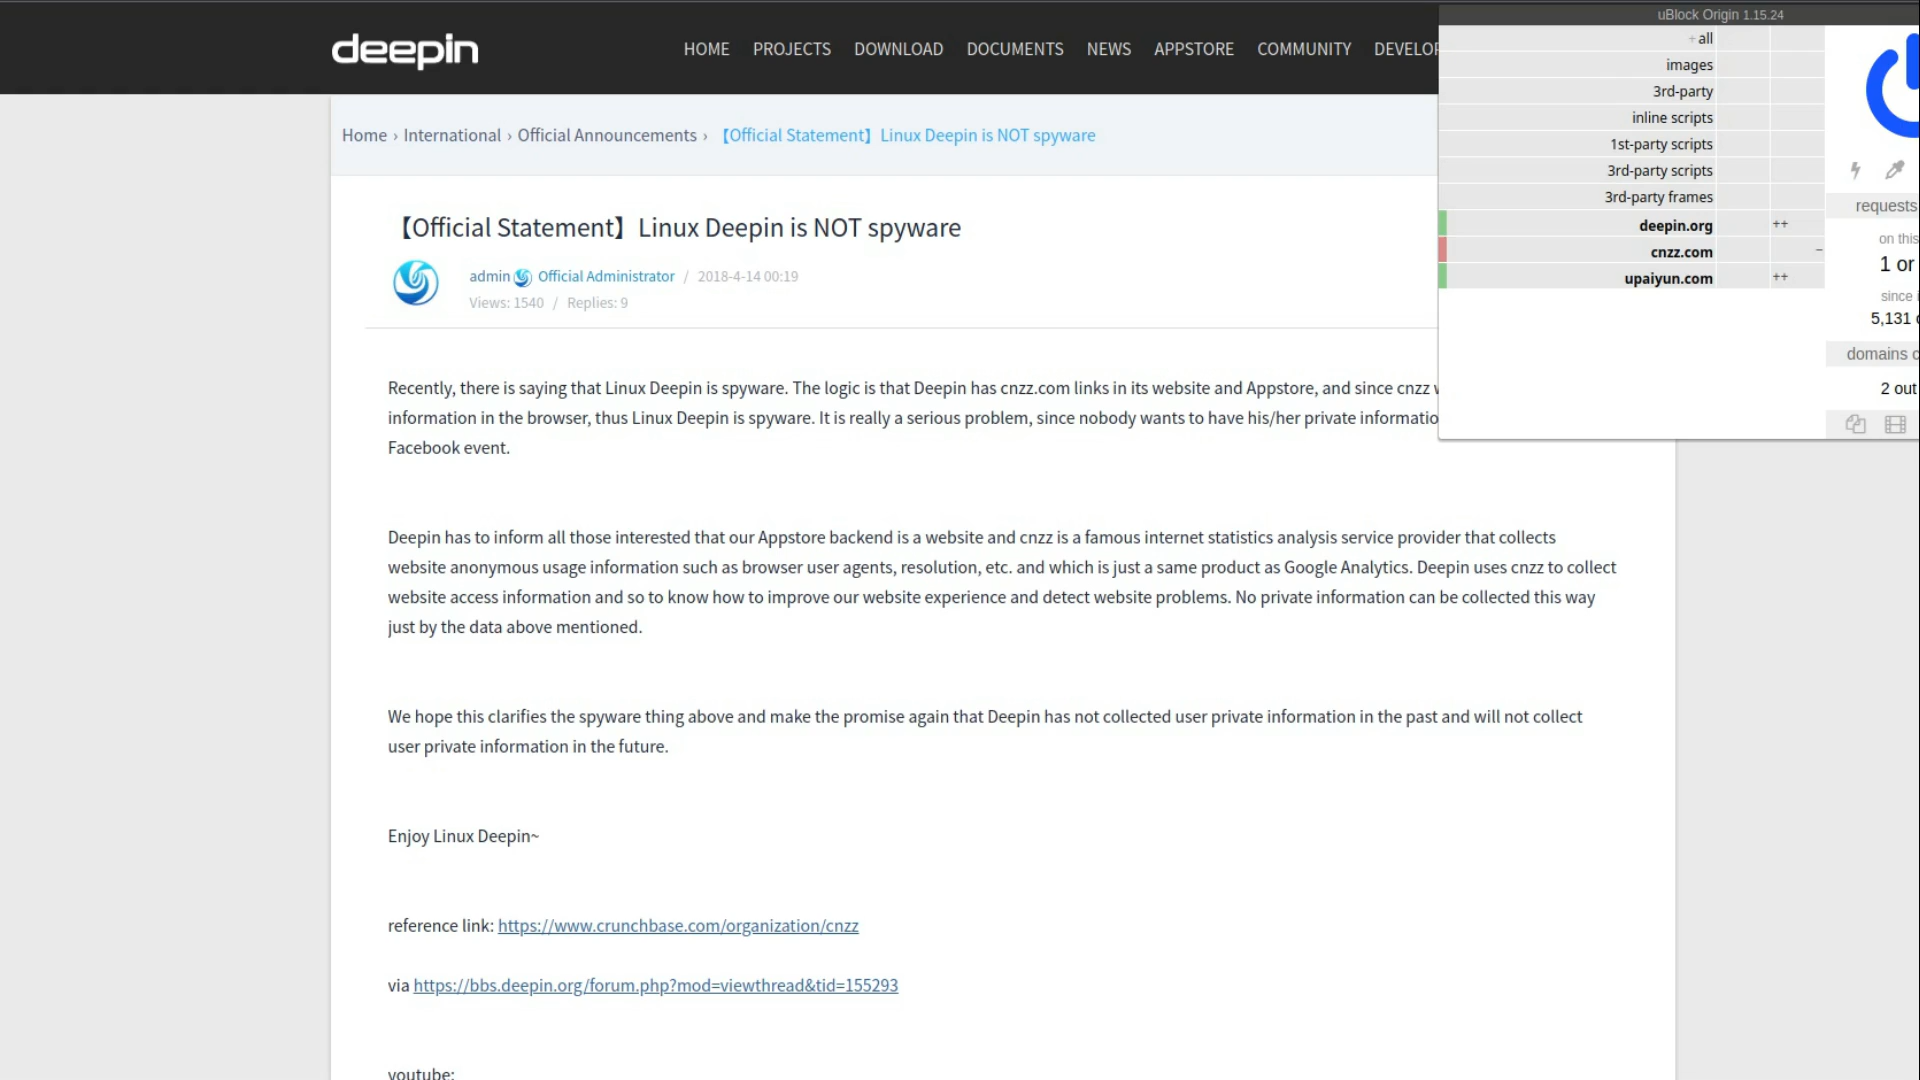 deepin
HOME PROJECTS DOWNLOAD DOCUMENTS NEWS APPSTORE COMMUNITY
Home › International › Official Announcements › 【Official Statement】Linux Deepin is NOT spyware
【Official Statement】Linux Deepin is NOT spyware
admin Official Administrator / 2018-4-14 00:19
Views: 1540 / Replies: 9
Recently, there is saying that Linux Deepin is spyware. The logic is that Deepin has cnzz.com links in its website and Appstore, and since cnzz
information in the browser, thus Linux Deepin is spyware. It is really a serious problem, since nobody wants to have his/her private
Facebook event.
Deepin has to inform all those interested that our Appstore backend is a website and cnzz is a famous internet statistics analysis service provider that collects
website anonymous usage information such as browser user agents, resolution, etc. and which is just a same product as Google Analytics. Deepin uses cnzz to collect
website access information and so to know how to improve our website experience and detect website problems. No private information can be collected this way
just by the data above mentioned.
We hope this clarifies the spyware thing above and make the promise again that Deepin has not collected user private information in the past and will not collect
user private information in the future.
Enjoy Linux Deepin~
reference link: https://www.crunchbase.com/organization/cnzz
via https://bbs.deepin.org/forum.php?mod=viewthread&tid=155293
youtube:
uBlock Origin 1.15.24
+ all
images
3rd-party
inline scripts
1st-party scripts
3rd-party scripts
3rd-party frames
deepin.org ++
cnzz.com −
upaiyun.com ++
requests
on this
1 or
since
5,131
domains
2 out